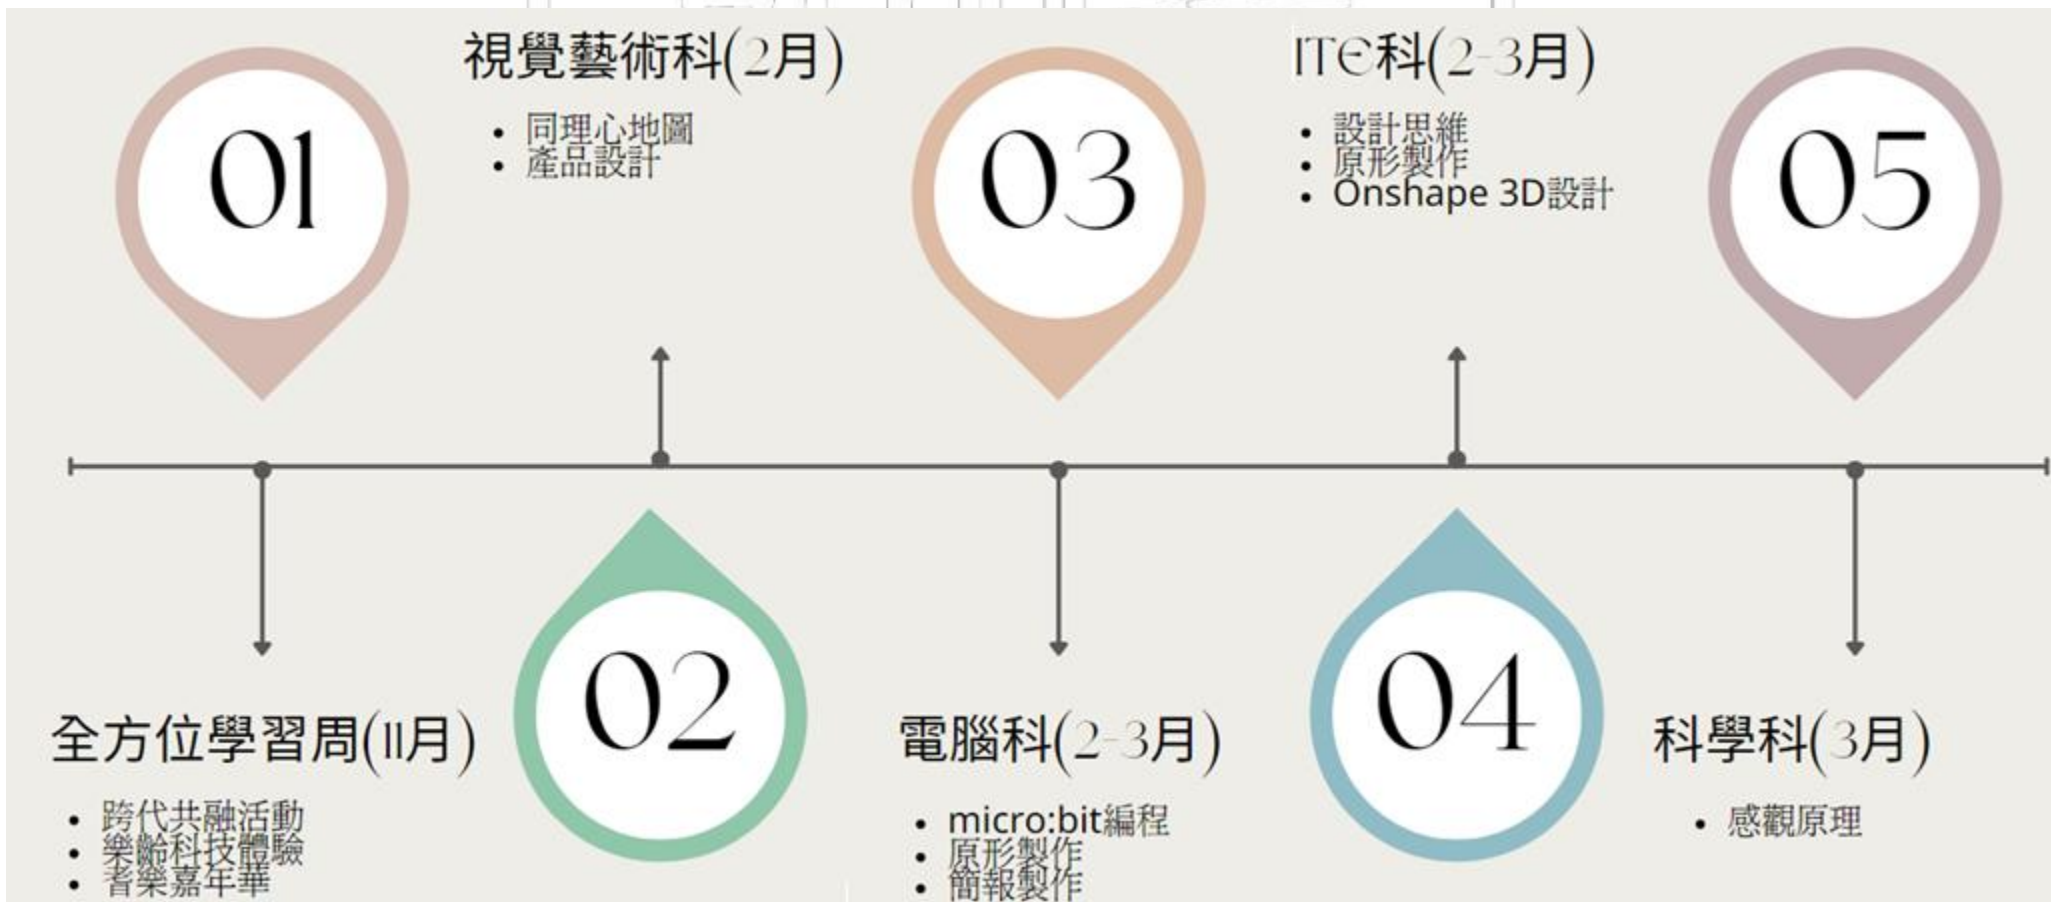 01
全方位學習周(11月)
• 跨代共融活動
• 樂齡科技體驗
• 耆樂嘉年華
視覺藝術科(2月)
• 同理心地圖
• 產品設計
02
03
電腦科(2-3月)
• micro:bit編程
• 原形製作
• 簡報製作
ITE科(2-3月)
• 設計思維
• 原形製作
• Onshape 3D設計
04
05
科學科(3月)
• 感觀原理